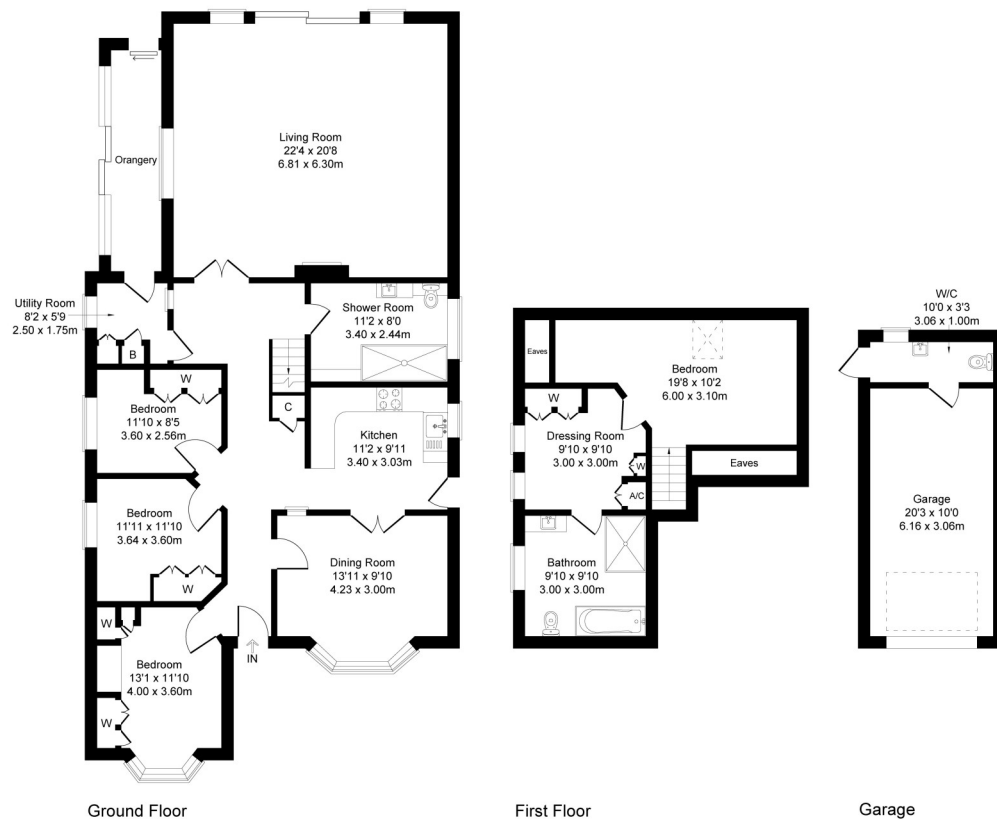 Orangery
Living Room
22'4 x 20'8
6.81 x 6.30m
Utility Room
8'2 x 5'9
2.50 x 1.75m
B
Shower Room
11'2 x 8'0
3.40 x 2.44m
W
Bedroom
11'10 x 8'5
3.60 x 2.56m
C
Kitchen
11'2 x 9'11
3.40 x 3.03m
Bedroom
11'11 x 11'10
3.64 x 3.60m
W
Dining Room
13'11 x 9'10
4.23 x 3.00m
W
Bedroom
13'1 x 11'10
4.00 x 3.60m
W
IN
Ground Floor
Eaves
Bedroom
19'8 x 10'2
6.00 x 3.10m
W
Dressing Room
9'10 x 9'10
3.00 x 3.00m
W
A/C
Eaves
Bathroom
9'10 x 9'10
3.00 x 3.00m
First Floor
W/C
10'0 x 3'3
3.06 x 1.00m
Garage
20'3 x 10'0
6.16 x 3.06m
Garage